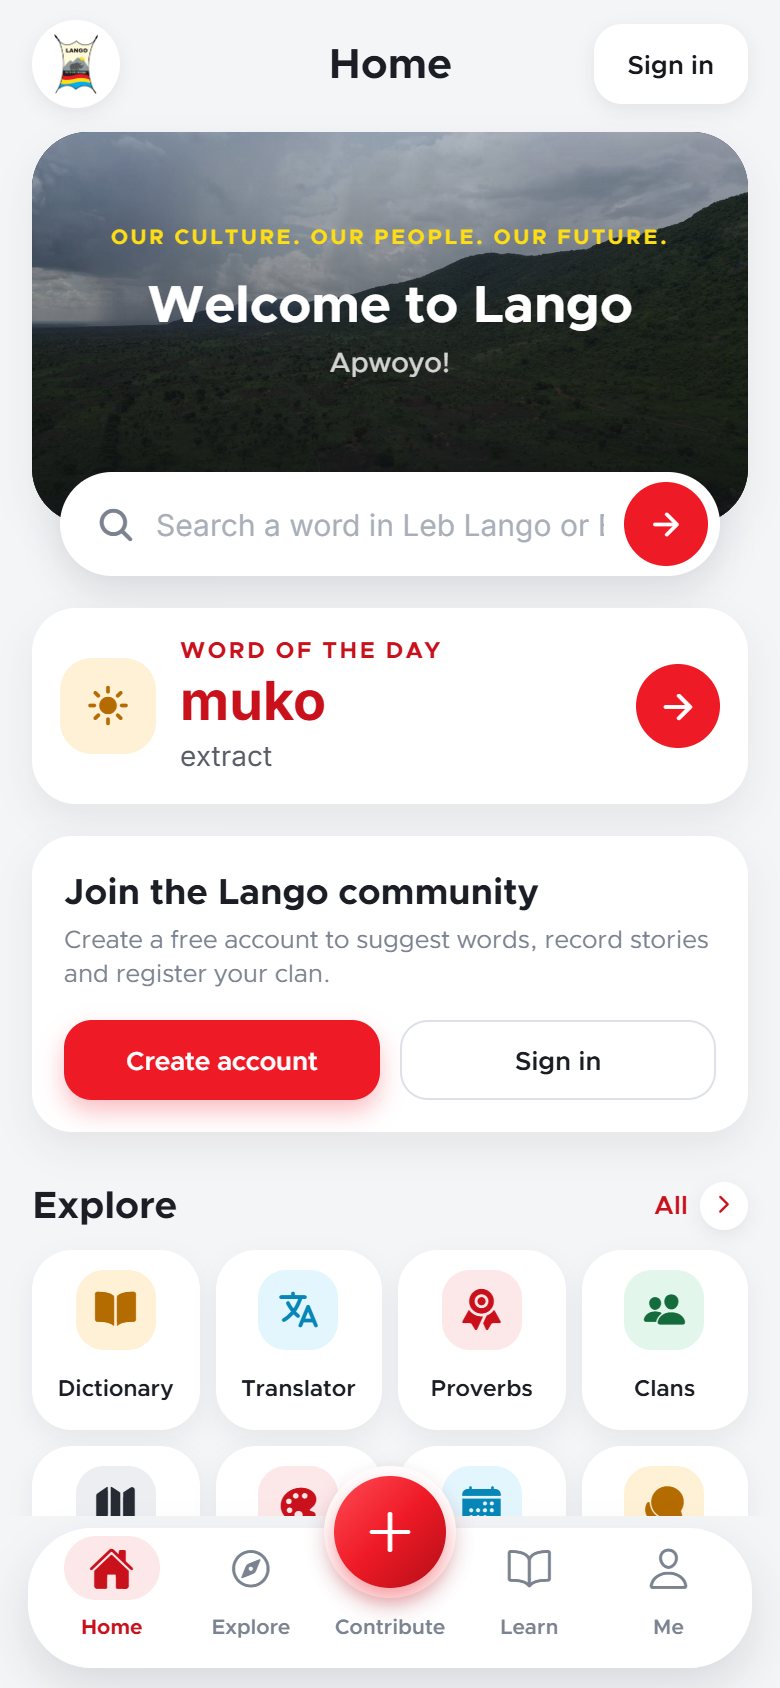 LANGO
Home
Sign in
OUR CULTURE. OUR PEOPLE. OUR FUTURE.
Welcome to Lango
Apwoyo!
Search a word in Leb Lango or
WORD OF THE DAY
muko
extract
Join the Lango community
Create a free account to suggest words, record stories
and register your clan.
Create account
Sign in
Explore
All
Dictionary
Translator
Proverbs
Clans
Home
Explore
Contribute
Learn
Me